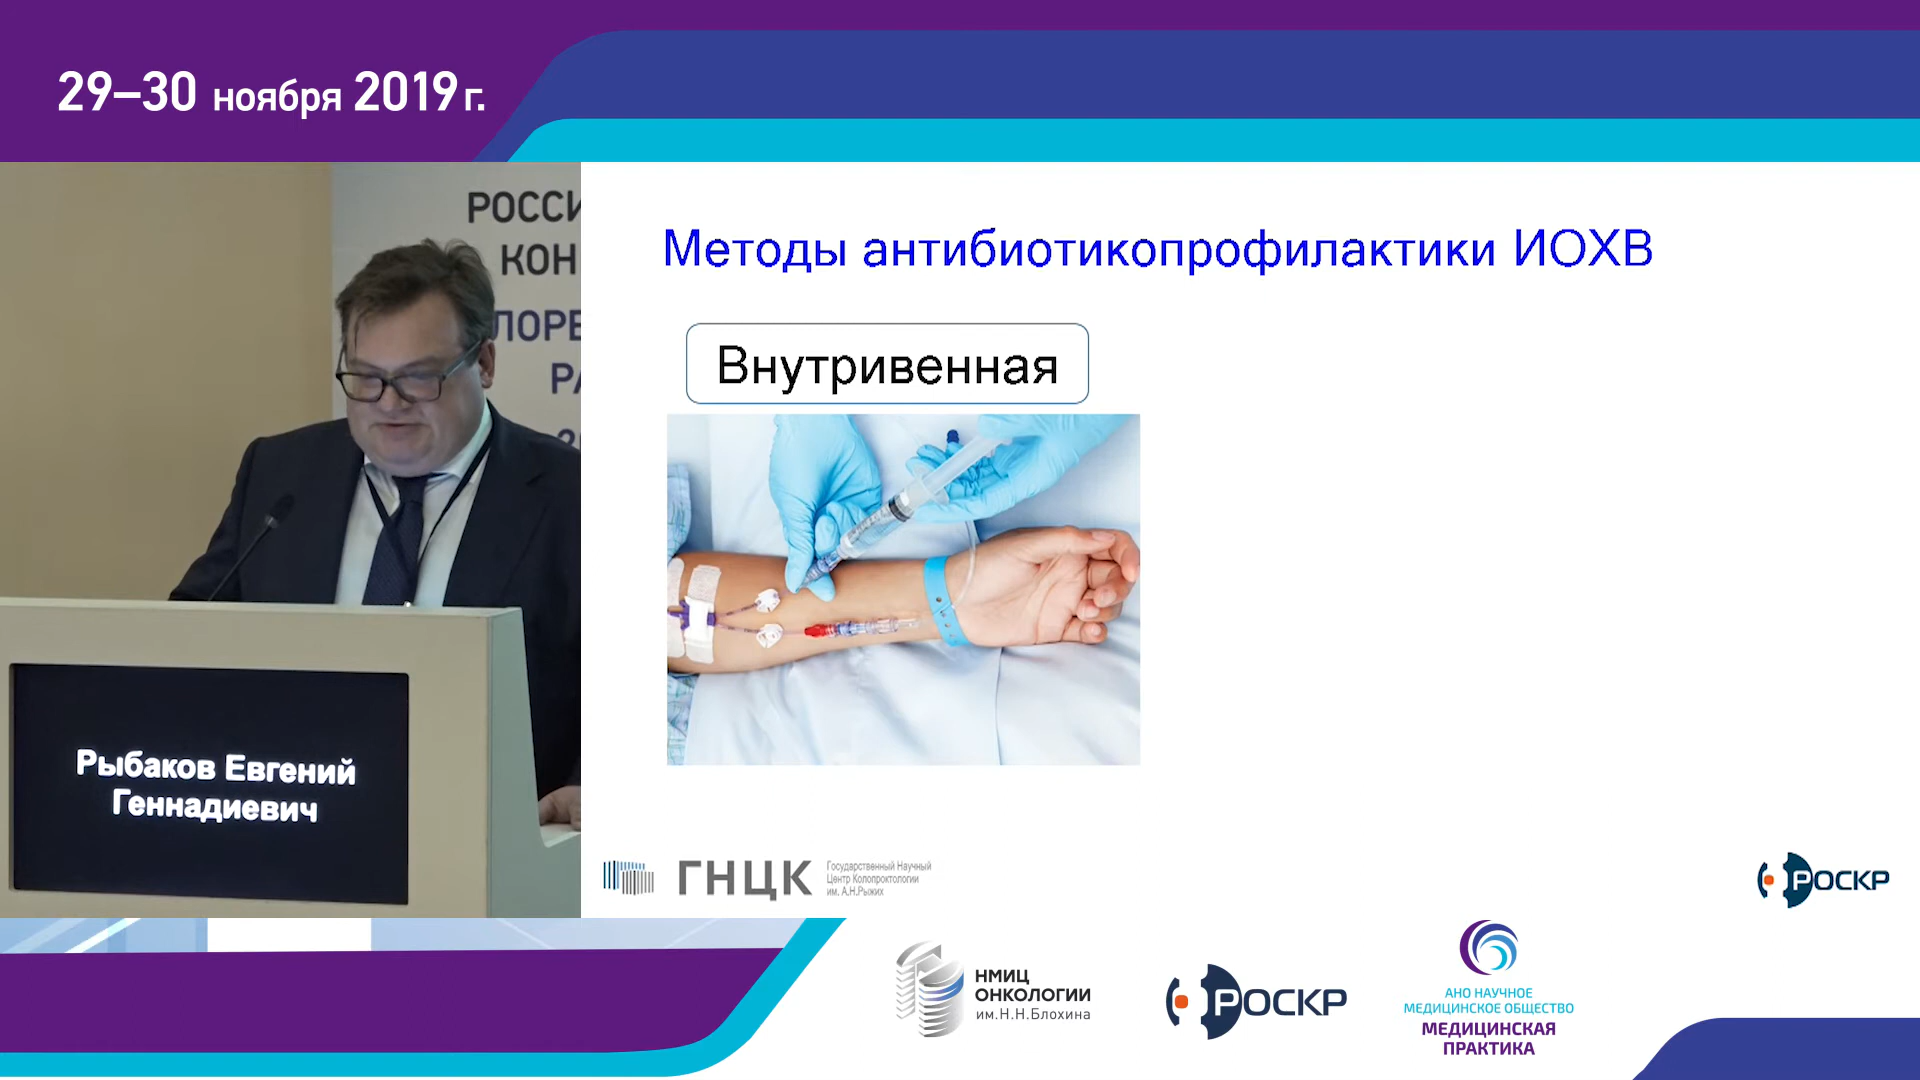 29–30 ноября 2019 г.
РОССИ
КОН
ЛОРЕ
РА
Методы антибиотикопрофилактики ИОХВ
Внутривенная
Рыбаков Евгений
Геннадиевич
ГНЦК
Государственный Научный
Центр Колопроктологии
им. А.Н.Рыжих
РОСКР
НМИЦ
ОНКОЛОГИИ
им.Н.Н.Блохина
РОСКР
АНО НАУЧНОЕ
МЕДИЦИНСКОЕ ОБЩЕСТВО
МЕДИЦИНСКАЯ
ПРАКТИКА